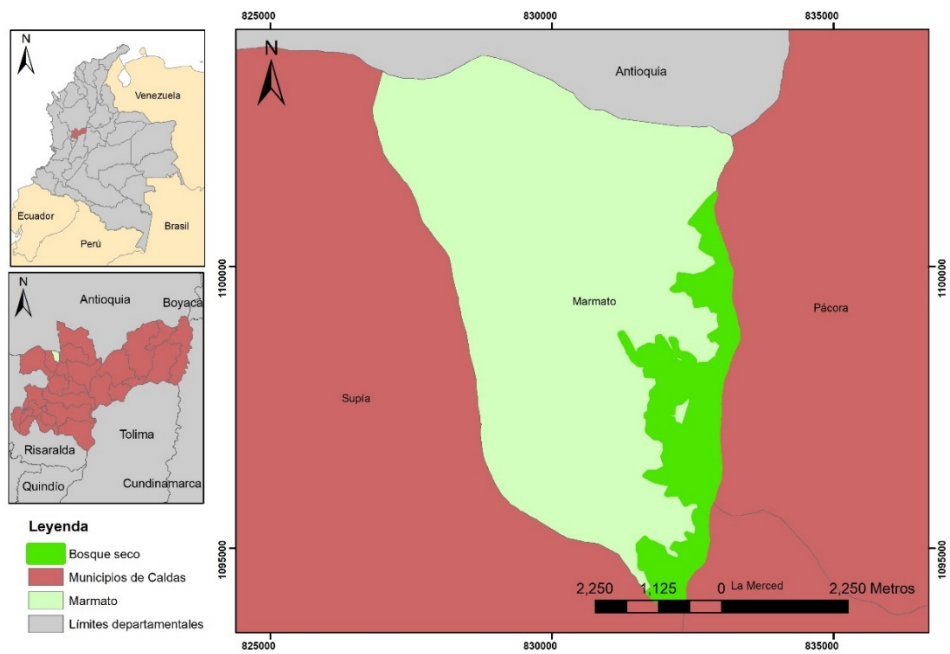 N
Venezuela
Ecuador
Perú
Brasil
N
Antioquia
Boyacá
Tolima
Risaralda
Quindío
Cundinamarca
Leyenda
Bosque seco
Municipios de Caldas
Marmato
Límites departamentales
825000 830000 835000
N
Antioquia
1100000 1100000
Marmato
Pácora
Supía
1095000 1095000
La Merced
2,250 1,125 0 2,250 Metros
825000 830000 835000